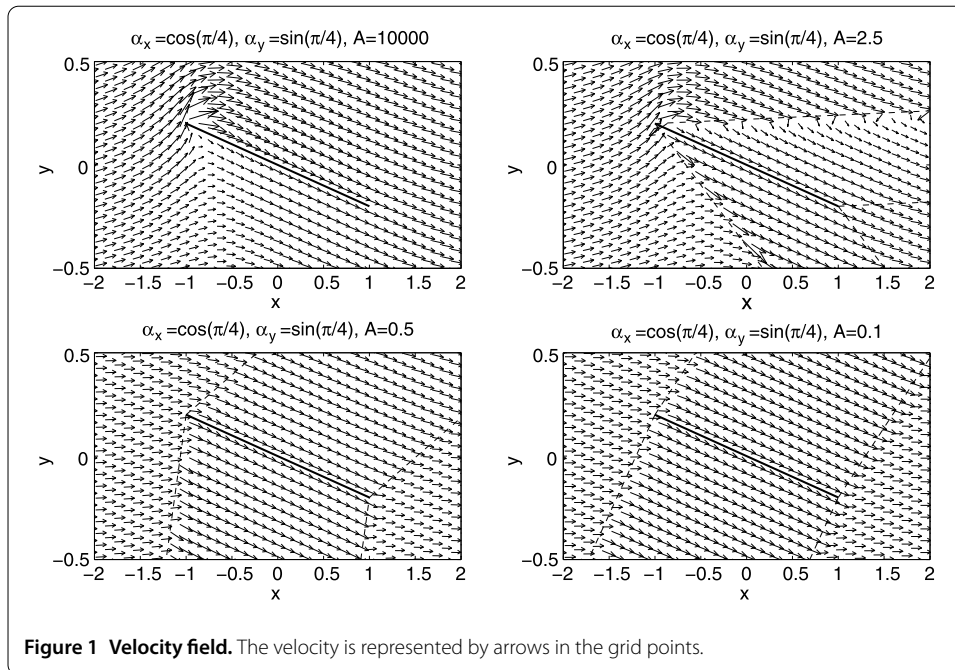 α_x =cos(π/4), α_y =sin(π/4), A=10000
0.5
0
−0.5
y
−2 −1.5 −1 −0.5 0 0.5 1 1.5 2
x
α_x =cos(π/4), α_y =sin(π/4), A=2.5
0.5
0
−0.5
y
−2 −1.5 −1 −0.5 0 0.5 1 1.5 2
x
α_x =cos(π/4), α_y =sin(π/4), A=0.5
0.5
0
−0.5
y
−2 −1.5 −1 −0.5 0 0.5 1 1.5 2
x
α_x =cos(π/4), α_y =sin(π/4), A=0.1
0.5
0
−0.5
y
−2 −1.5 −1 −0.5 0 0.5 1 1.5 2
x
Figure 1 Velocity field. The velocity is represented by arrows in the grid points.